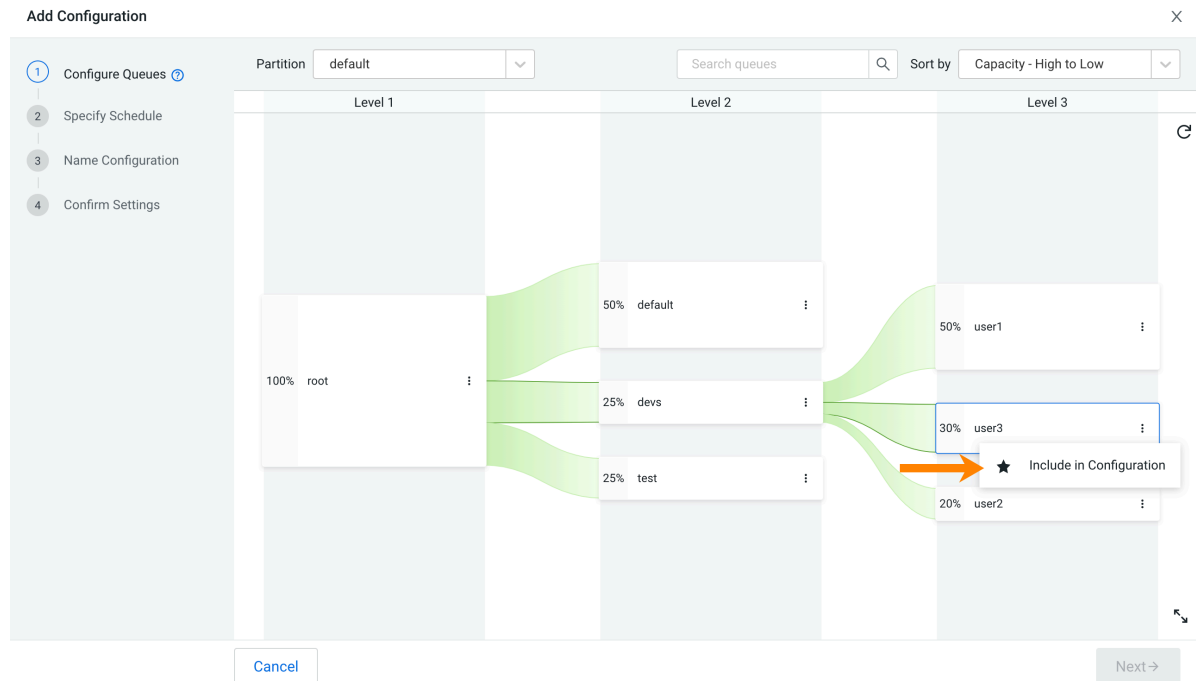 Add Configuration
1 Configure Queues ?
2 Specify Schedule
3 Name Configuration
4 Confirm Settings
Partition default Search queues Sort by Capacity - High to Low
Level 1 Level 2 Level 3
100% root
50% default
25% devs
25% test
50% user1
30% user3
Include in Configuration
20% user2
Cancel Next